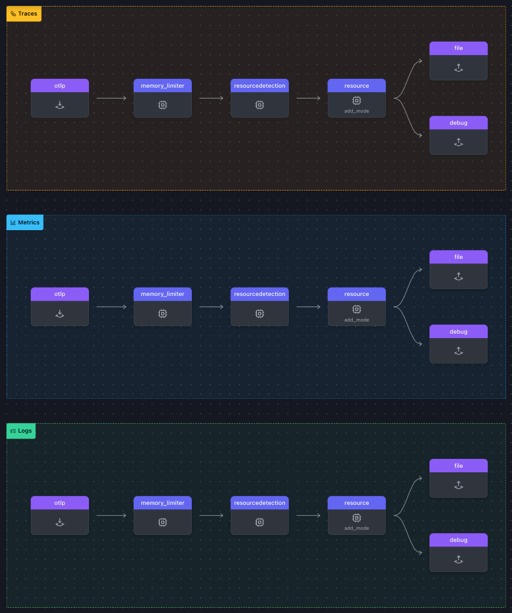 Traces
file
otlp
memory_limiter
resourcedetection
resource
add_mode
debug
Metrics
file
otlp
memory_limiter
resourcedetection
resource
add_mode
debug
Logs
file
otlp
memory_limiter
resourcedetection
resource
add_mode
debug